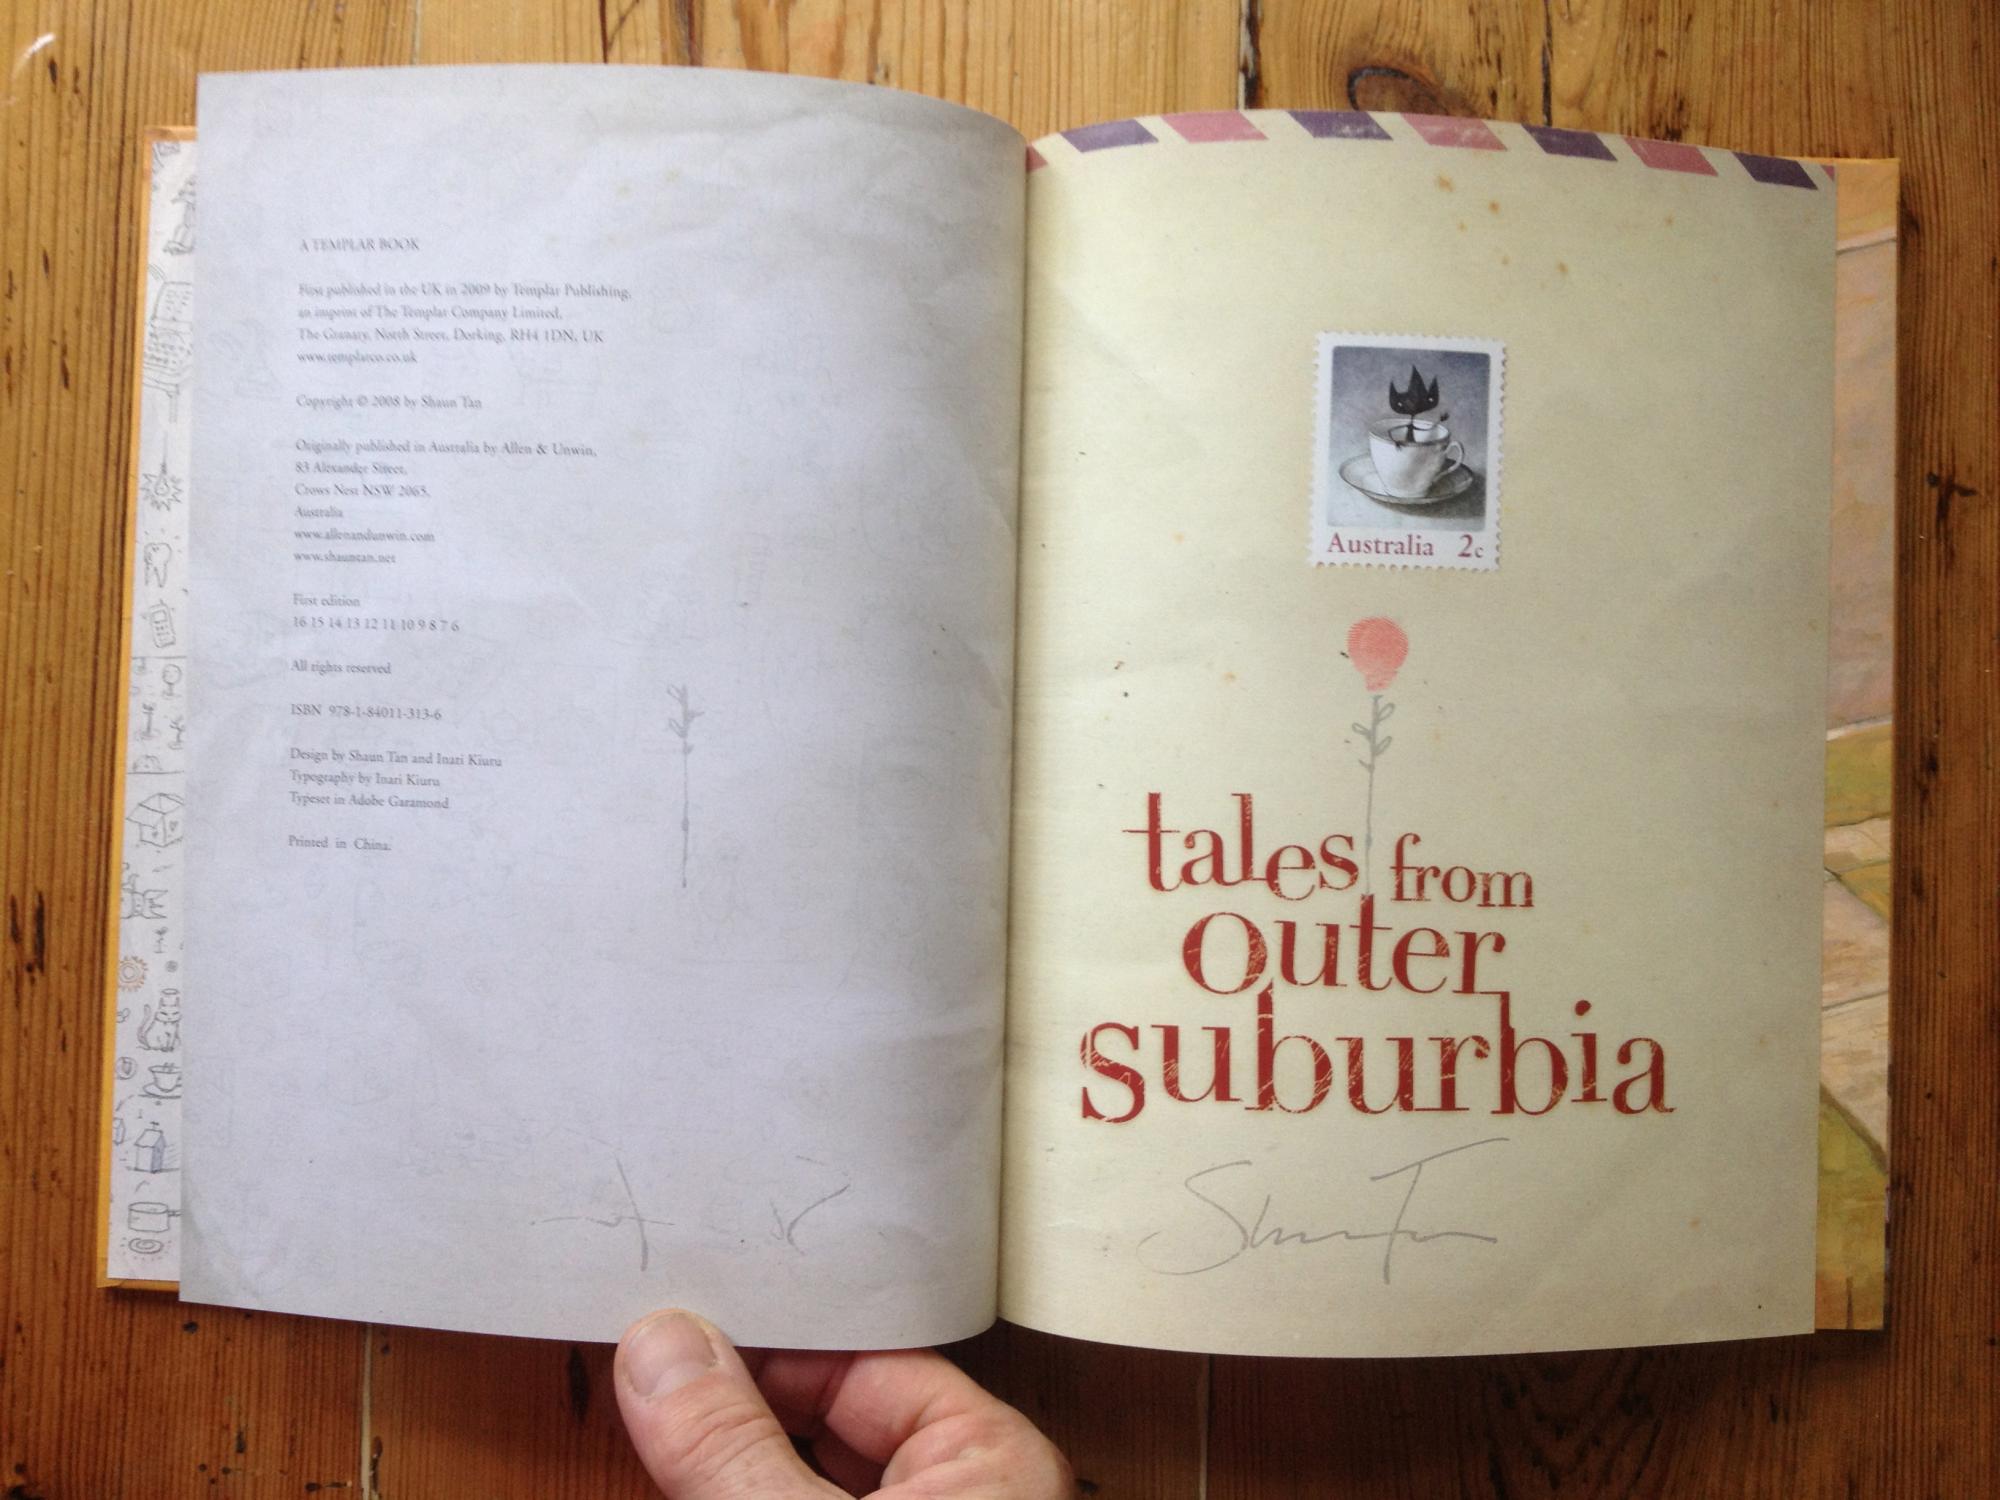 A TEMPLAR BOOK
First published in the UK in 2009 by Templar Publishing,
an imprint of The Templar Company Limited,
The Granary, North Street, Dorking, RH4 1DN, UK
www.templarco.co.uk
Copyright © 2008 by Shaun Tan
Originally published in Australia by Allen & Unwin,
83 Alexander Street,
Crows Nest NSW 2065,
Australia
www.allenandunwin.com
www.shauntan.net
First edition
16 15 14 13 12 11 10 9 8 7 6
All rights reserved
ISBN 978-1-84011-313-6
Design by Shaun Tan and Inari Kiuru
Typography by Inari Kiuru
Typeset in Adobe Garamond
Printed in China.
Australia 2c
tales from
outer
suburbia
Shaun Tan